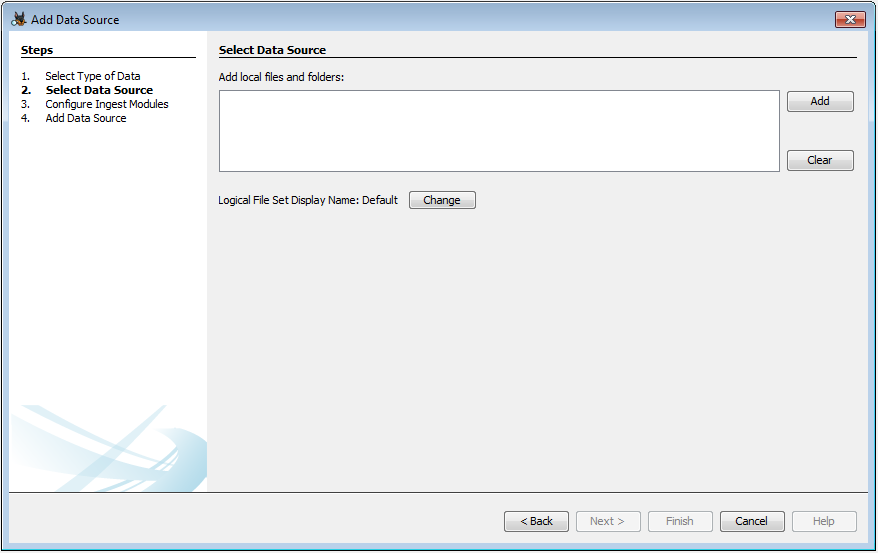 Add Data Source
Steps
1. Select Type of Data
2. Select Data Source
3. Configure Ingest Modules
4. Add Data Source
Select Data Source
Add local files and folders:
Add
Clear
Logical File Set Display Name: Default Change
< Back Next > Finish Cancel Help